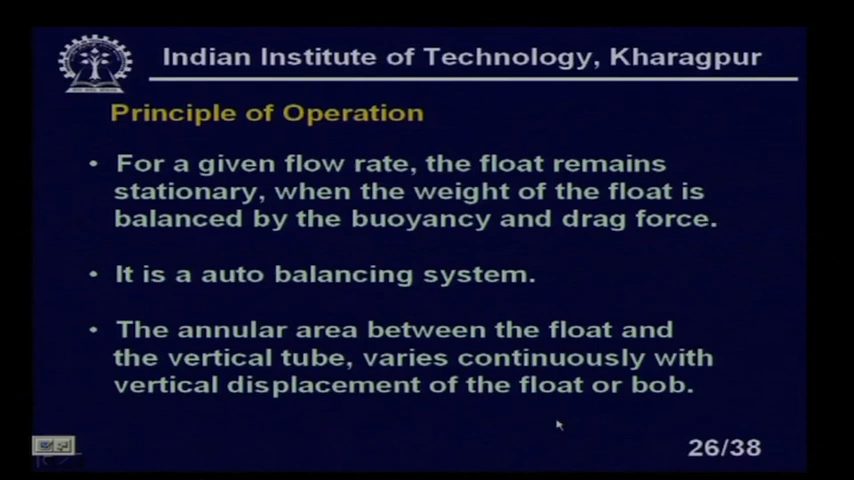 Indian Institute of Technology, Kharagpur
Principle of Operation
• For a given flow rate, the float remains
stationary, when the weight of the float is
balanced by the buoyancy and drag force.
• It is a auto balancing system.
• The annular area between the float and
the vertical tube, varies continuously with
vertical displacement of the float or bob.
26/38